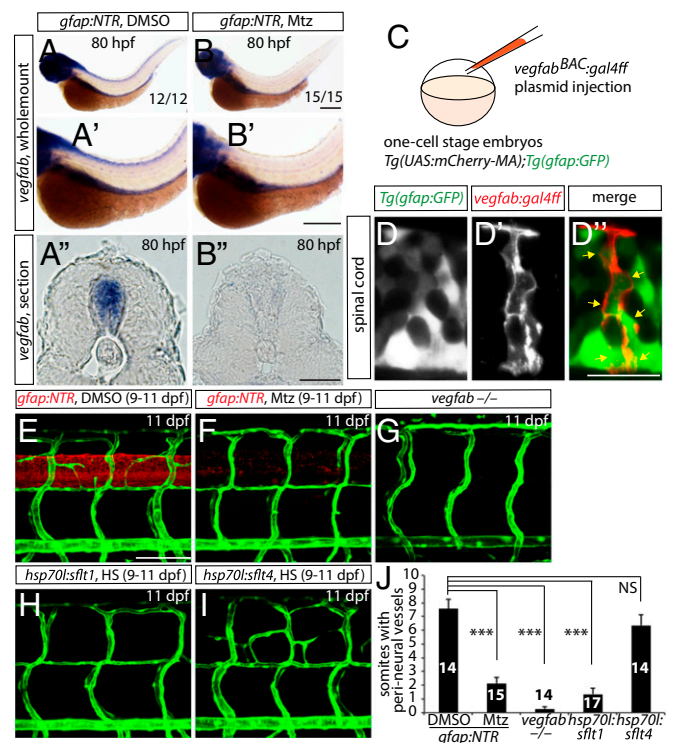 gfap:NTR, DMSO
gfap:NTR, Mtz
vegfab, wholemount
A
80 hpf
12/12
B
80 hpf
15/15
A'
B'
vegfab, section
A"
80 hpf
B"
80 hpf
C
vegfab^BAC:gal4ff
plasmid injection
one-cell stage embryos
Tg(UAS:mCherry-MA);Tg(gfap:GFP)
Tg(gfap:GFP)
vegfab:gal4ff
merge
spinal cord
D
D'
D"
gfap:NTR, DMSO (9-11 dpf)
gfap:NTR, Mtz (9-11 dpf)
vegfab –/–
E
11 dpf
F
11 dpf
G
11 dpf
hsp70l:sflt1, HS (9-11 dpf)
hsp70l:sflt4, HS (9-11 dpf)
H
11 dpf
I
11 dpf
J
somites with
peri-neural vessels
10
9
8
7
6
5
4
3
2
1
0
NS
*** *** ***
14
15
14
17
14
DMSO
Mtz
gfap:NTR
vegfab
–/–
hsp70l:
sflt1
hsp70l:
sflt4